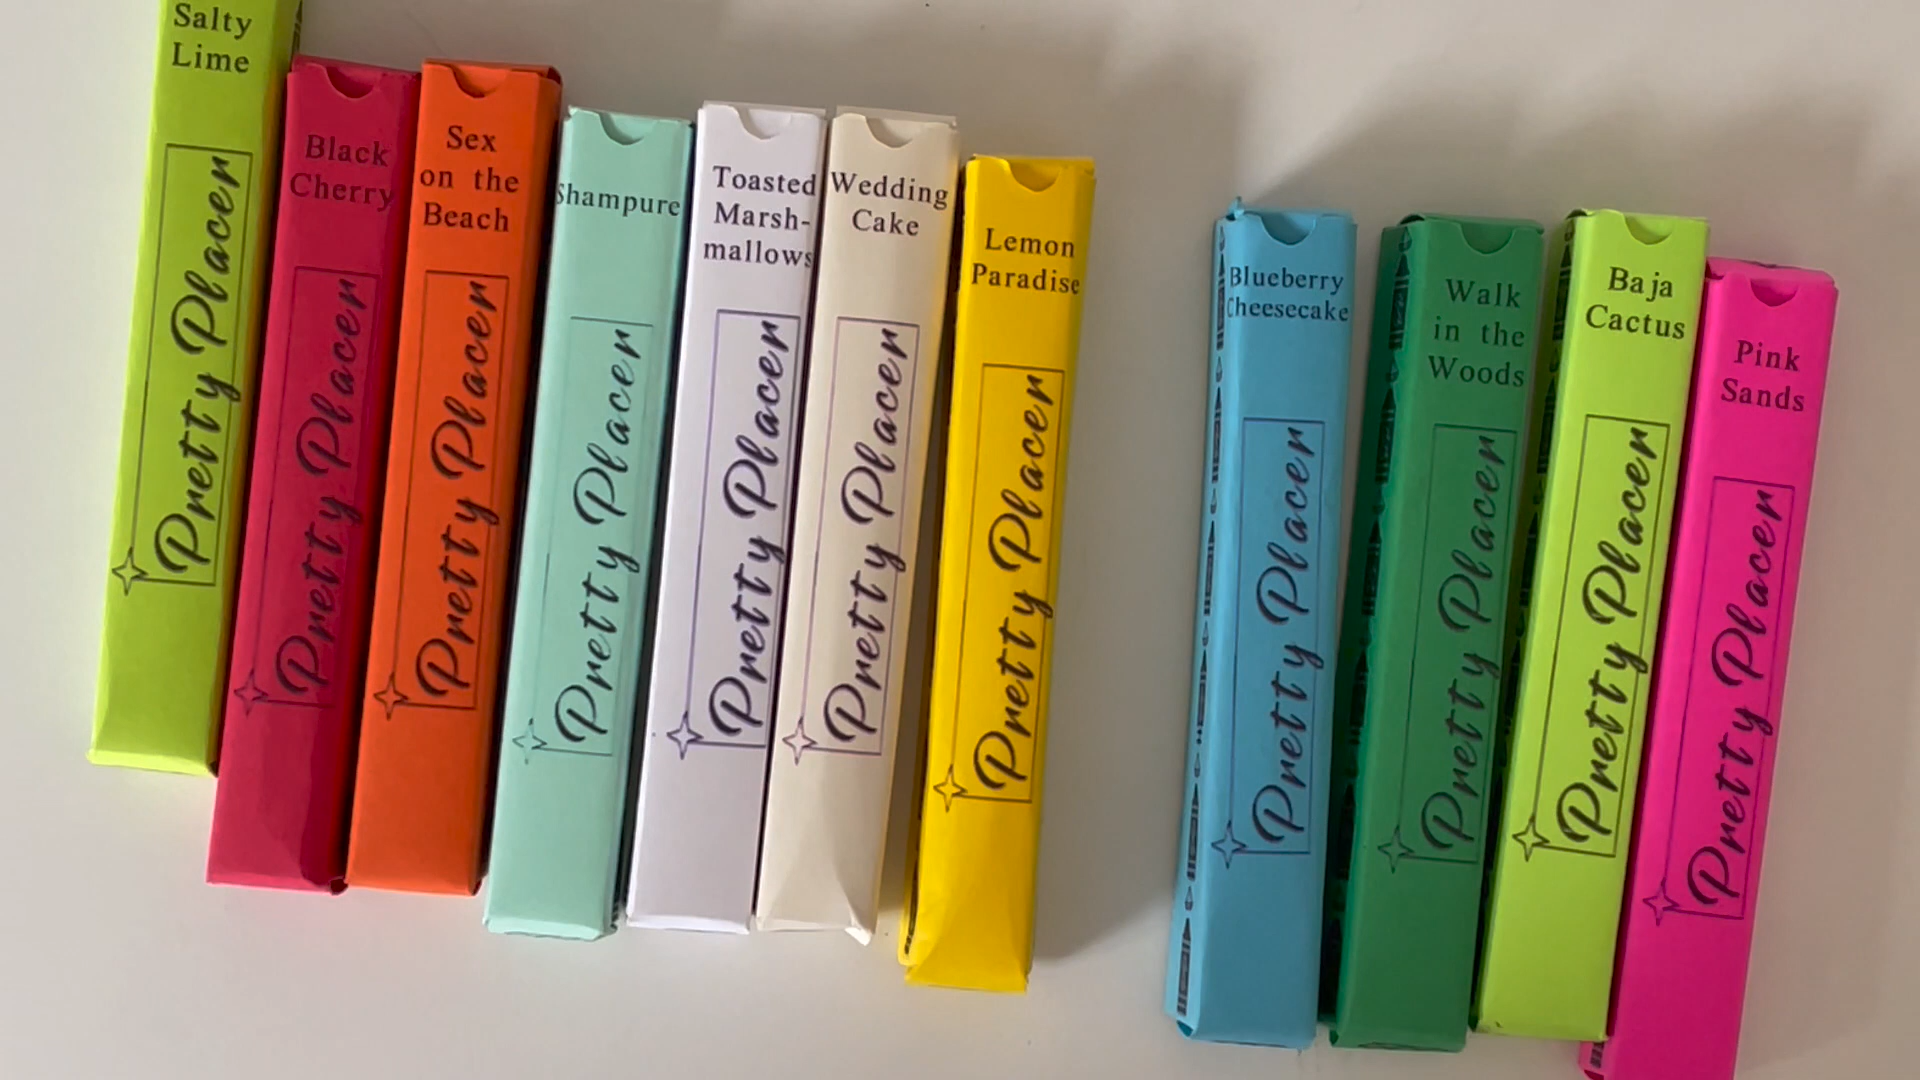 Salty
Lime
Pretty Placer
Black
Cherry
Pretty Placer
Sex
on the
Beach
Pretty Placer
Shampure
Pretty Placer
Toasted
Marsh-
mallows
Pretty Placer
Wedding
Cake
Pretty Placer
Lemon
Paradise
Pretty Placer
Blueberry
Cheesecake
Pretty Placer
Walk
in the
Woods
Pretty Placer
Baja
Cactus
Pretty Placer
Pink
Sands
Pretty Placer